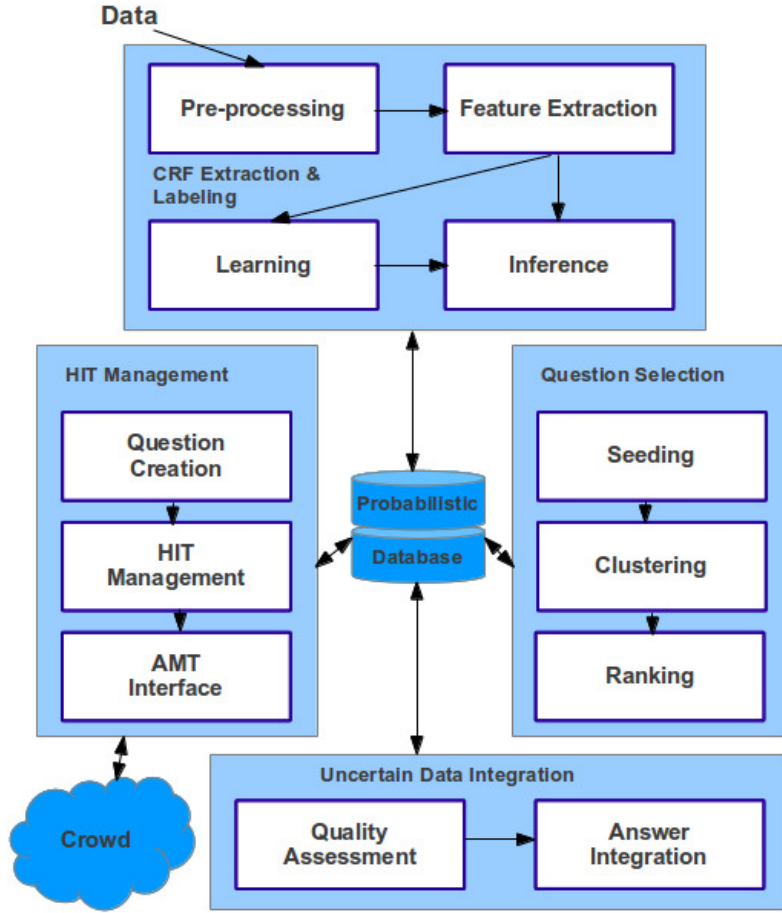 Data
Pre-processing
Feature Extraction
CRF Extraction &
Labeling
Learning
Inference
HIT Management
Question
Creation
HIT
Management
AMT
Interface
Probabilistic
Database
Question Selection
Seeding
Clustering
Ranking
Crowd
Uncertain Data Integration
Quality
Assessment
Answer
Integration